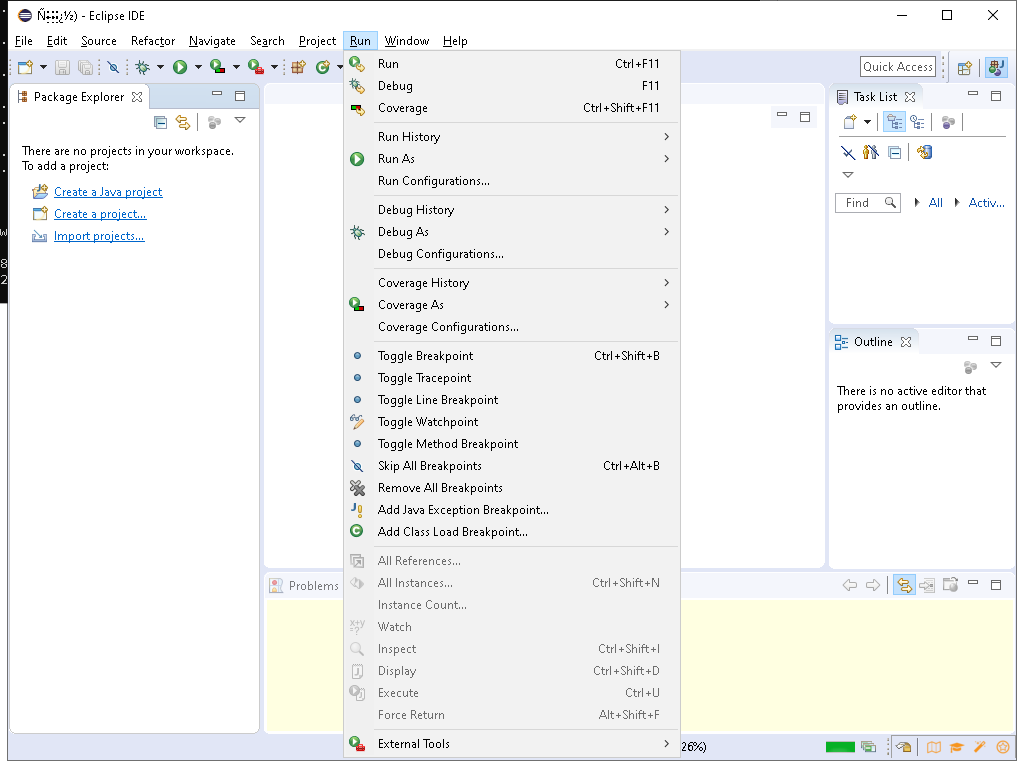 - Eclipse IDE
File Edit Source Refactor Navigate Search Project Run Window Help
Quick Access
Package Explorer
There are no projects in your workspace.
To add a project:
Create a Java project
Create a project...
Import projects...
Run Ctrl+F11
Debug F11
Coverage Ctrl+Shift+F11
Run History
Run As
Run Configurations...
Debug History
Debug As
Debug Configurations...
Coverage History
Coverage As
Coverage Configurations...
Toggle Breakpoint Ctrl+Shift+B
Toggle Tracepoint
Toggle Line Breakpoint
Toggle Watchpoint
Toggle Method Breakpoint
Skip All Breakpoints Ctrl+Alt+B
Remove All Breakpoints
Add Java Exception Breakpoint...
Add Class Load Breakpoint...
All References...
All Instances... Ctrl+Shift+N
Instance Count...
Watch
Inspect Ctrl+Shift+I
Display Ctrl+Shift+D
Execute Ctrl+U
Force Return Alt+Shift+F
External Tools
Task List
Find All Activ...
Outline
There is no active editor that
provides an outline.
Problems
26%)